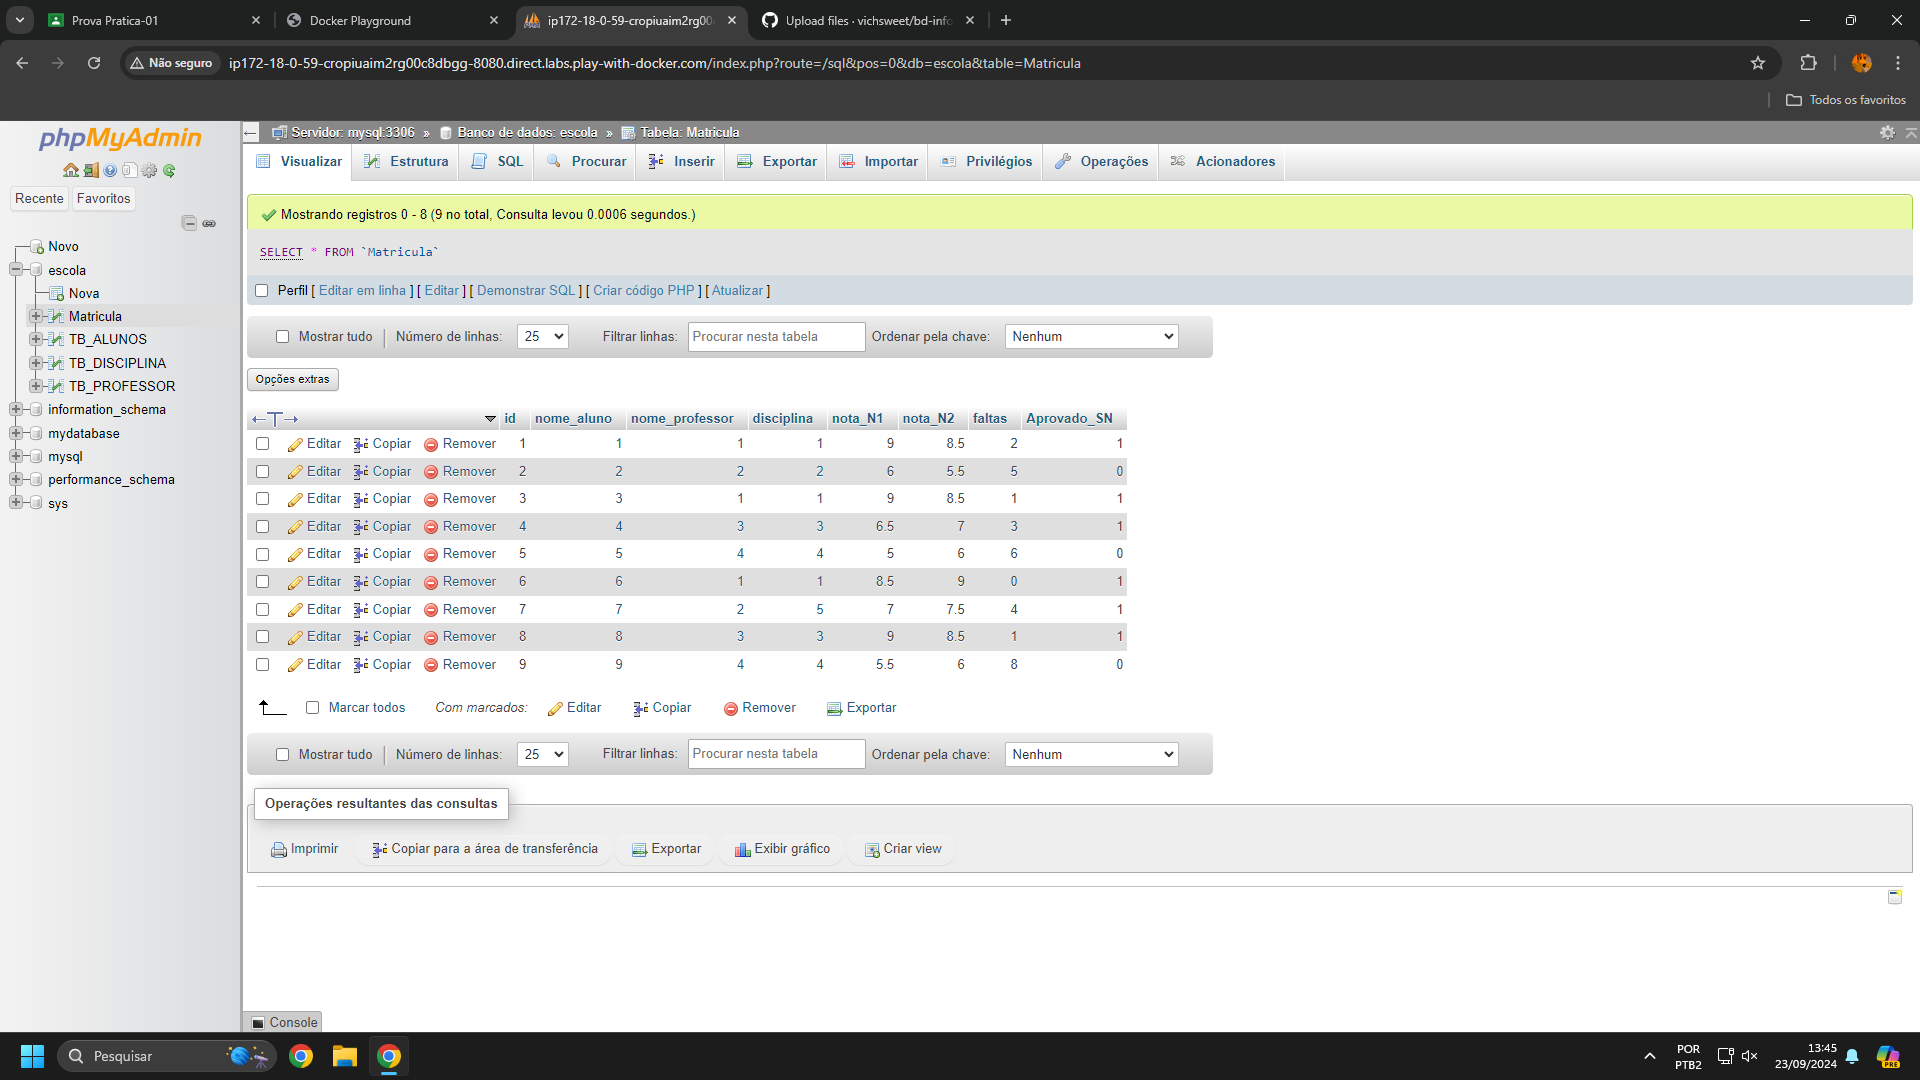 Prova Pratica-01
Docker Playground
ip172-18-0-59-cropiuaim2rg00
Upload files · vichsweet/bd-info
Não seguro
ip172-18-0-59-cropiuaim2rg00c8dbgg-8080.direct.labs.play-with-docker.com/index.php?route=/sql&pos=0&db=escola&table=Matricula
Todos os favoritos
phpMyAdmin
Recente Favoritos
Novo
escola
Nova
Matricula
TB_ALUNOS
TB_DISCIPLINA
TB_PROFESSOR
information_schema
mydatabase
mysql
performance_schema
sys
Servidor: mysql:3306 » Banco de dados: escola » Tabela: Matricula
Visualizar Estrutura SQL Procurar Inserir Exportar Importar Privilégios Operações Acionadores
Mostrando registros 0 - 8 (9 no total, Consulta levou 0.0006 segundos.)
SELECT * FROM `Matricula`
Perfil [ Editar em linha ] [ Editar ] [ Demonstrar SQL ] [ Criar código PHP ] [ Atualizar ]
Mostrar tudo Número de linhas: 25 Filtrar linhas: Procurar nesta tabela Ordenar pela chave: Nenhum
Opções extras
←T→ id nome_aluno nome_professor disciplina nota_N1 nota_N2 faltas Aprovado_SN
Editar Copiar Remover 1 1 1 1 9 8.5 2 1
Editar Copiar Remover 2 2 2 2 6 5.5 5 0
Editar Copiar Remover 3 3 1 1 9 8.5 1 1
Editar Copiar Remover 4 4 3 3 6.5 7 3 1
Editar Copiar Remover 5 5 4 4 5 6 6 0
Editar Copiar Remover 6 6 1 1 8.5 9 0 1
Editar Copiar Remover 7 7 2 5 7 7.5 4 1
Editar Copiar Remover 8 8 3 3 9 8.5 1 1
Editar Copiar Remover 9 9 4 4 5.5 6 8 0
Marcar todos Com marcados: Editar Copiar Remover Exportar
Mostrar tudo Número de linhas: 25 Filtrar linhas: Procurar nesta tabela Ordenar pela chave: Nenhum
Operações resultantes das consultas
Imprimir Copiar para a área de transferência Exportar Exibir gráfico Criar view
Console
Pesquisar
POR
PTB2
13:45
23/09/2024
PRE